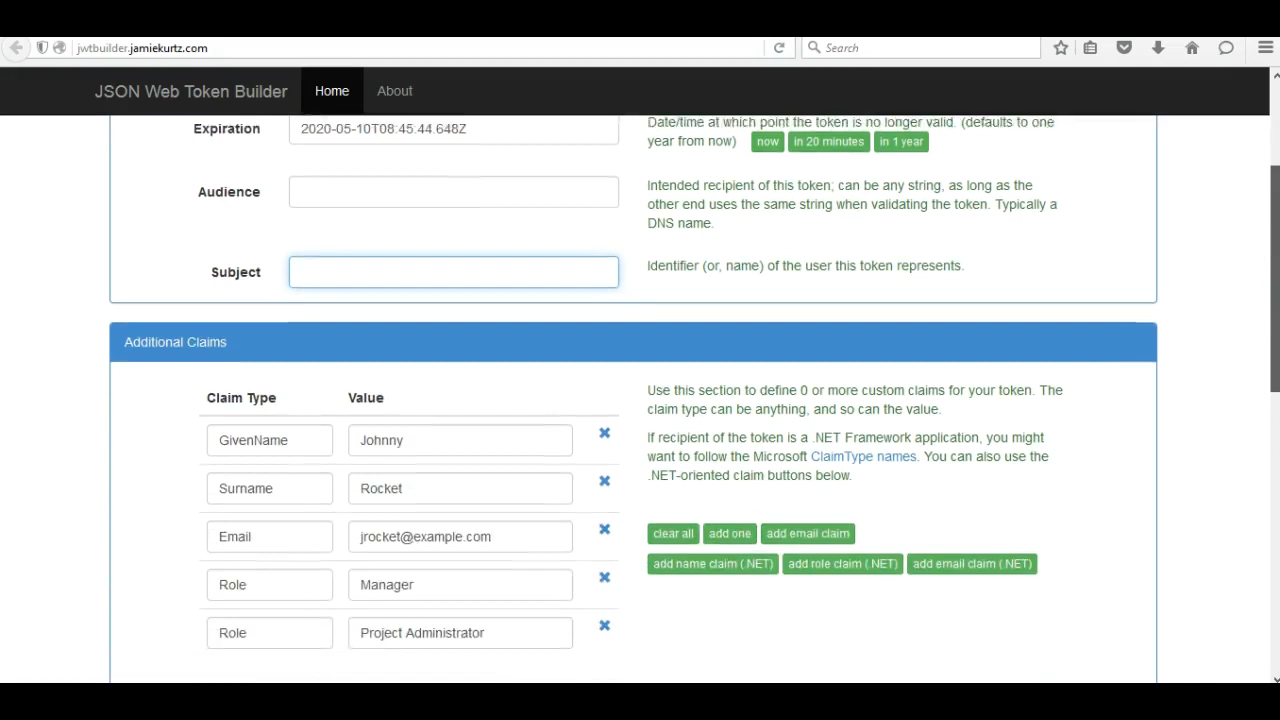 jwtbuilder.jamiekurtz.com
Search
JSON Web Token Builder Home About
Expiration 2020-05-10T08:45:44.648Z
Date/time at which point the token is no longer valid. (defaults to one
year from now) now in 20 minutes in 1 year
Audience
Intended recipient of this token; can be any string, as long as the
other end uses the same string when validating the token. Typically a
DNS name.
Subject
Identifier (or, name) of the user this token represents.
Additional Claims
Claim Type Value
GivenName Johnny
Surname Rocket
Email jrocket@example.com
Role Manager
Role Project Administrator
Use this section to define 0 or more custom claims for your token. The
claim type can be anything, and so can the value.
If recipient of the token is a .NET Framework application, you might
want to follow the Microsoft ClaimType names. You can also use the
.NET-oriented claim buttons below.
clear all add one add email claim
add name claim (.NET) add role claim (.NET) add email claim (.NET)